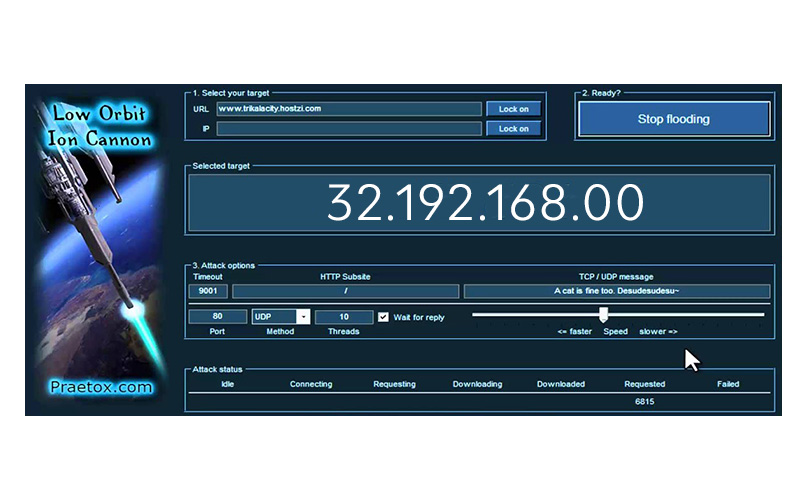 Low Orbit
Ion Cannon
Praetox.com
1. Select your target
URL www.trikalacity.hostzi.com Lock on
IP Lock on
2. Ready?
Stop flooding
Selected target
32.192.168.00
3. Attack options
Timeout HTTP Subsite TCP / UDP message
9001 / A cat is fine too. Desudesudesu~
80 UDP 10 Wait for reply
Port Method Threads <= faster Speed slower =>
Attack status
Idle Connecting Requesting Downloading Downloaded Requested Failed
6815